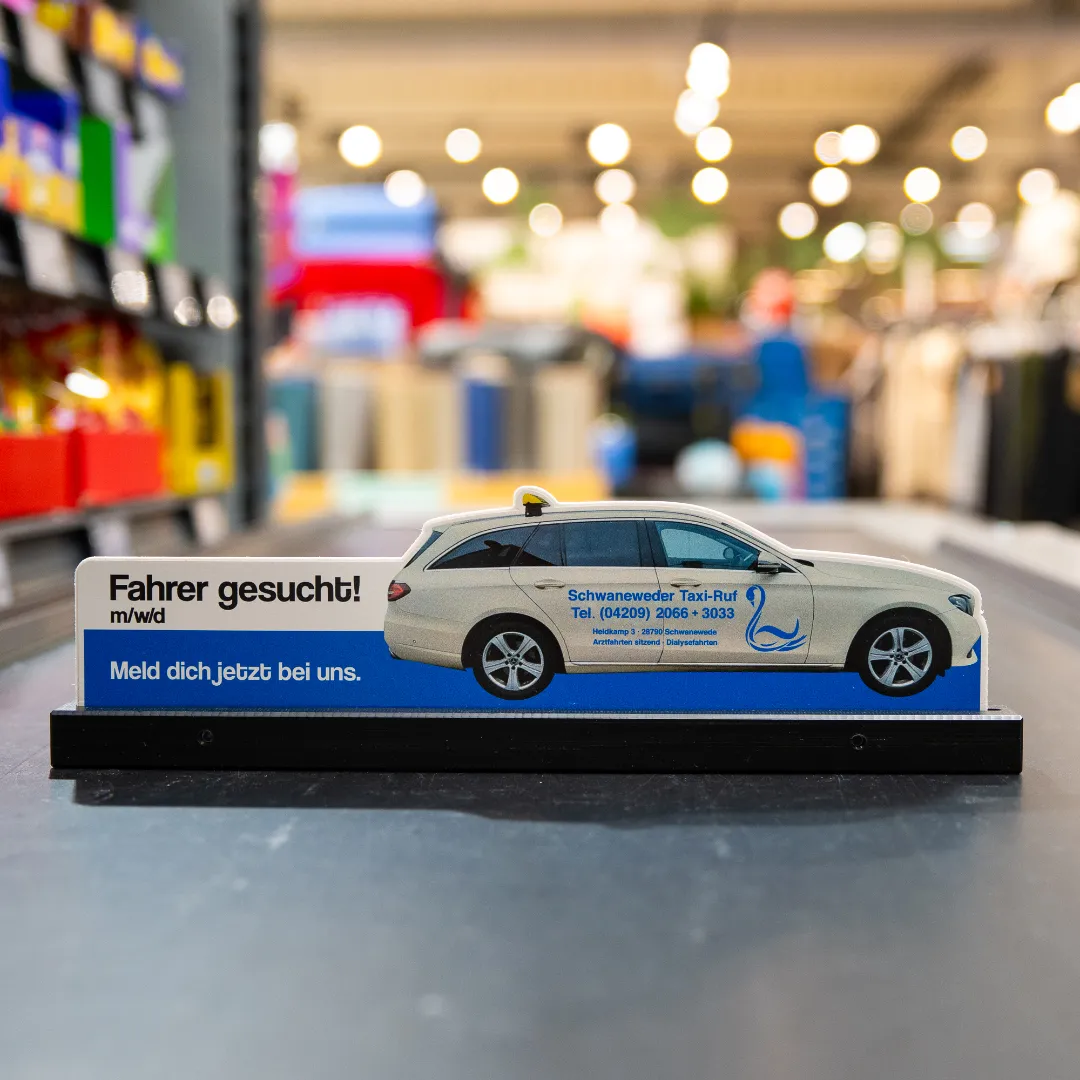 Fahrer gesucht!
m/w/d
Meld dich jetzt bei uns.
Schwaneweder Taxi-Ruf
Tel. (04209) 2066 + 3033
Heidkamp 3 · 28790 Schwanewede
Arztfahrten sitzend · Dialysefahrten